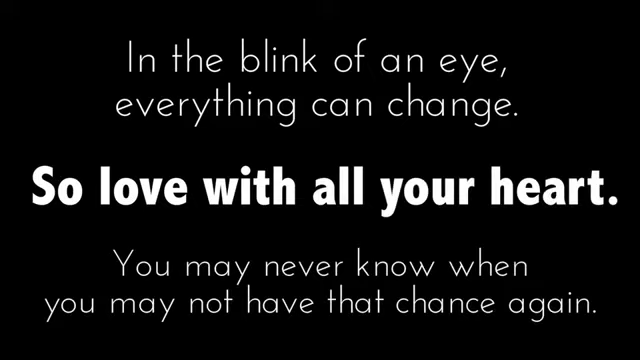 In the blink of an eye,
everything can change.
So love with all your heart.
You may never know when
you may not have that chance again.